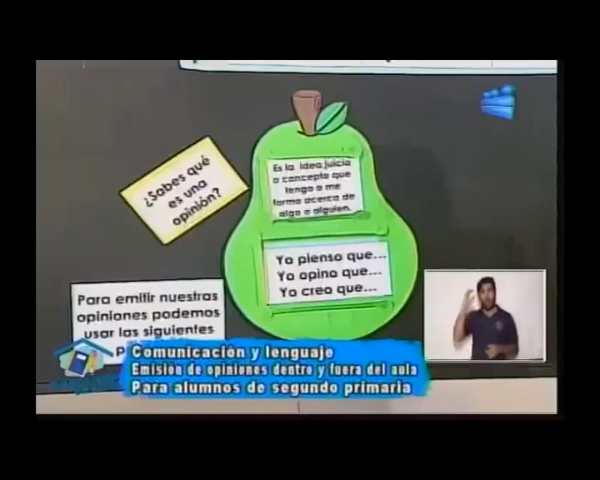 ¿Sabes qué
es una
opinión?
Es la idea,juicio
o concepto que
tengo o me
formo acerca de
algo o alguien.
Yo pienso que...
Yo opino que...
Yo creo que...
Para emitir nuestras
opiniones podemos
usar las siguientes
Comunicación y lenguaje
Emisión de opiniones dentro y fuera del aula
Para alumnos de segundo primaria